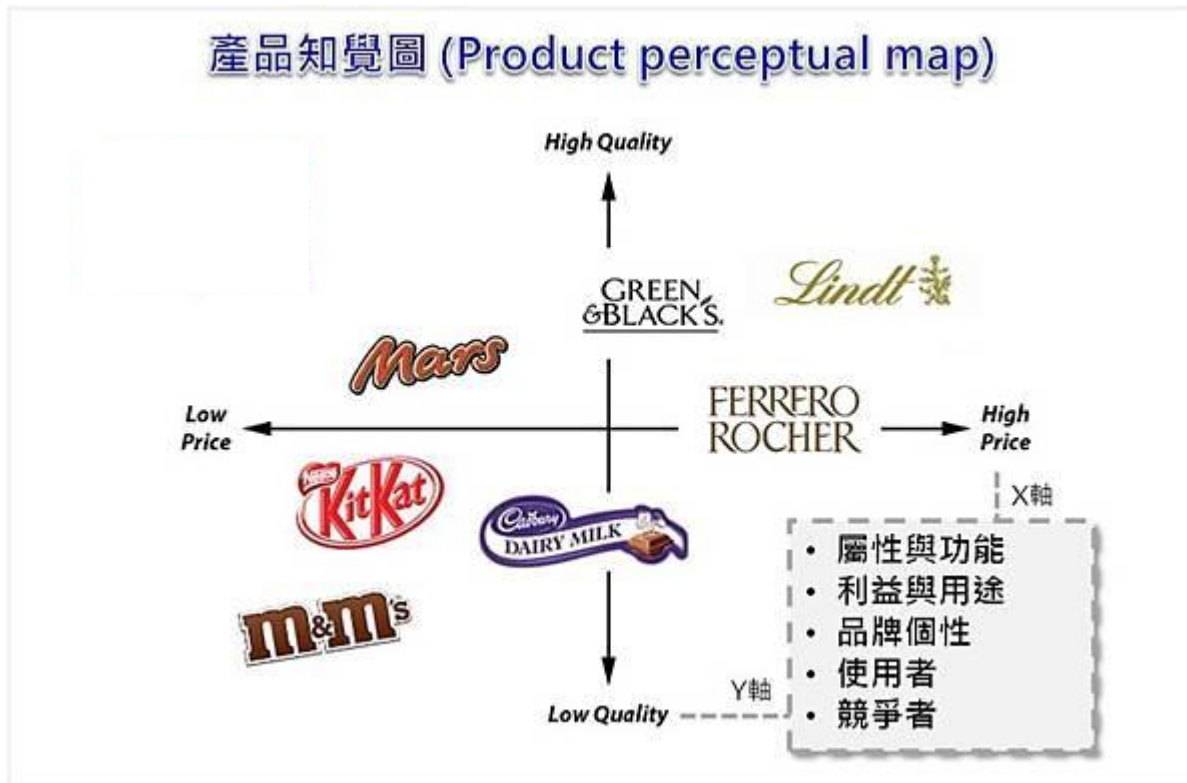 產品知覺圖 (Product perceptual map)
High Quality
GREEN
&BLACK'S.
Lindt
Mars
Low
Price
FERRERO
ROCHER
High
Price
Nestlé
KitKat
Cadbury
DAIRY MILK
m&m's
X軸
• 屬性與功能
• 利益與用途
• 品牌個性
• 使用者
• 競爭者
Y軸
Low Quality